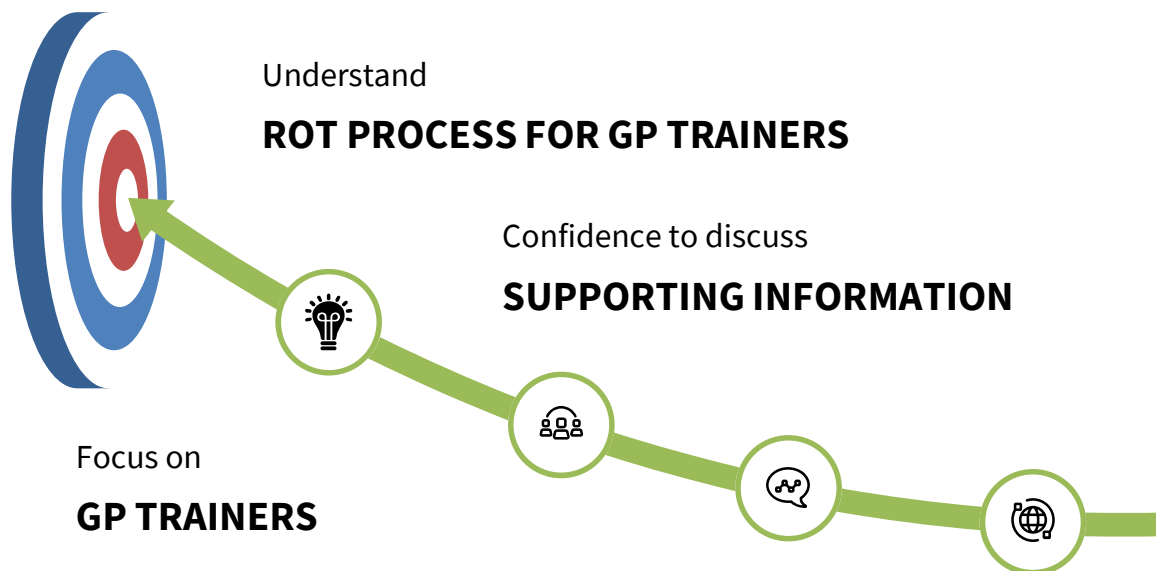 Understand
ROT PROCESS FOR GP TRAINERS
Confidence to discuss
SUPPORTING INFORMATION
Focus on
GP TRAINERS